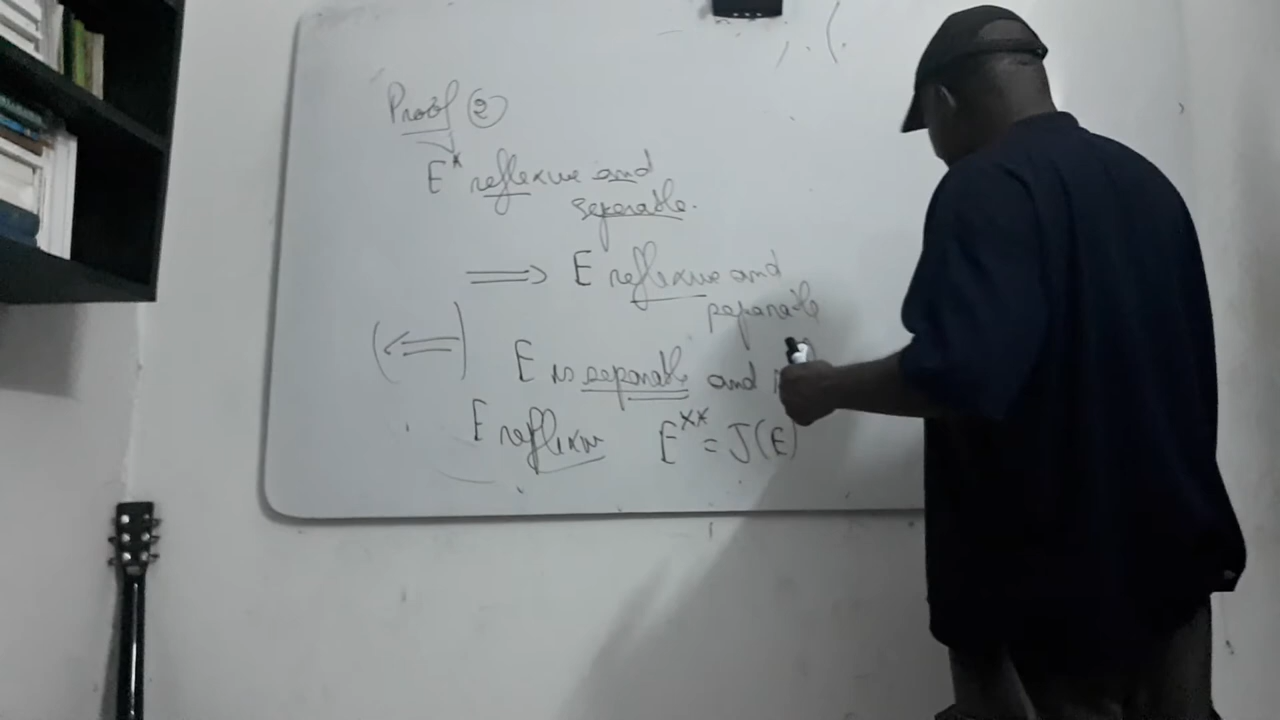 Proof ②
E* reflexive and
separable.
⟹ E reflexive and
separable
(⟸) E is separable and
E reflexive E** = J(E)